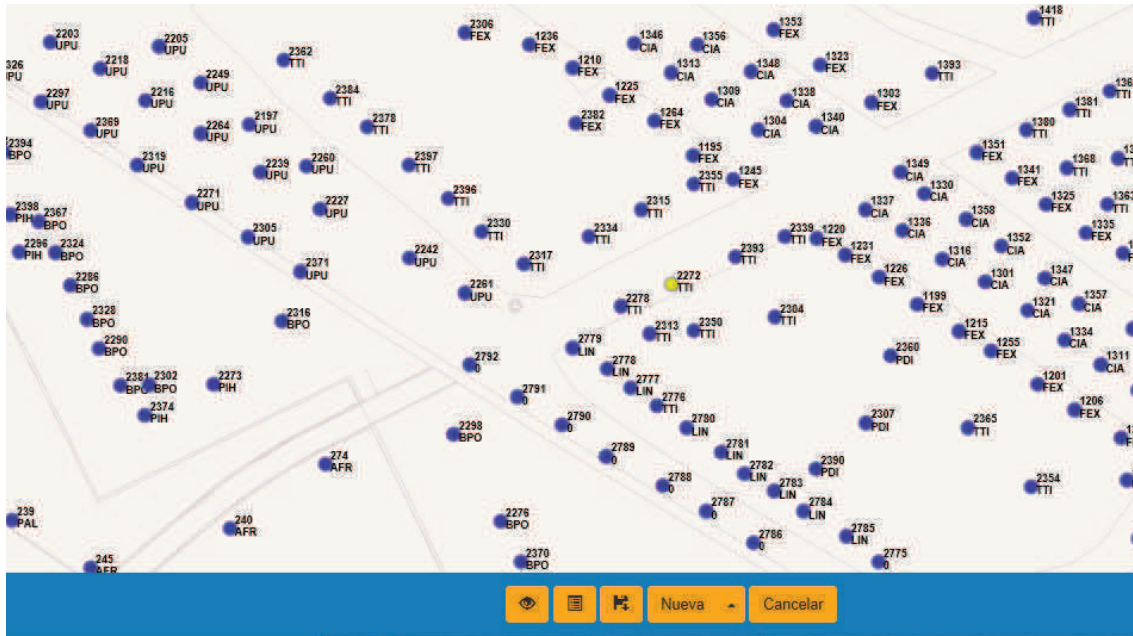 2203
UPU
2218
UPU
2205
UPU
2249
UPU
2362
TTI
2306
FEX
1236
FEX
1210
FEX
1346
CIA
1356
CIA
1313
CIA
1353
FEX
1348
CIA
1323
FEX
1418
TTI
1393
TTI
2297
UPU
2216
UPU
2384
TTI
2378
TTI
1225
FEX
2382
FEX
1264
FEX
1309
CIA
1338
CIA
1304
CIA
1340
CIA
1303
FEX
1381
TTI
1380
TTI
2369
UPU
2264
UPU
2197
UPU
2394
BPO
2319
UPU
2239
UPU
2260
UPU
2397
TTI
1195
FEX
2355
TTI
1245
FEX
1349
CIA
1351
FEX
1341
FEX
1368
TTI
2271
UPU
2227
UPU
2396
TTI
2315
TTI
1337
CIA
1330
CIA
1325
FEX
1363
TTI
2398
PIH
2367
BPO
2305
UPU
2330
TTI
2334
TTI
2339
TTI
1220
FEX
1336
CIA
1358
CIA
1335
FEX
2296
PIH
2324
BPO
2371
UPU
2242
UPU
2317
TTI
2393
TTI
1231
FEX
1316
CIA
1352
CIA
2286
BPO
2261
UPU
2272
TTI
1226
FEX
1301
CIA
1347
CIA
2328
BPO
2316
BPO
2278
TTI
2313
TTI
2350
TTI
2304
TTI
1199
FEX
1321
CIA
1357
CIA
2290
BPO
2779
LIN
1215
FEX
1255
FEX
1334
CIA
2792
0
2778
LIN
2360
PDI
1311
CIA
2381
BPO
2302
BPO
2273
PIH
2791
0
2777
LIN
2776
TTI
1201
FEX
2374
PIH
2790
0
2780
LIN
2307
PDI
2365
TTI
1206
FEX
2298
BPO
2789
0
2781
LIN
274
AFR
2788
0
2782
LIN
2390
PDI
2783
LIN
2354
TTI
239
PAL
240
AFR
2276
BPO
2787
0
2784
LIN
2786
0
2785
LIN
245
AFR
2370
BPO
2775
0
Nueva
Cancelar